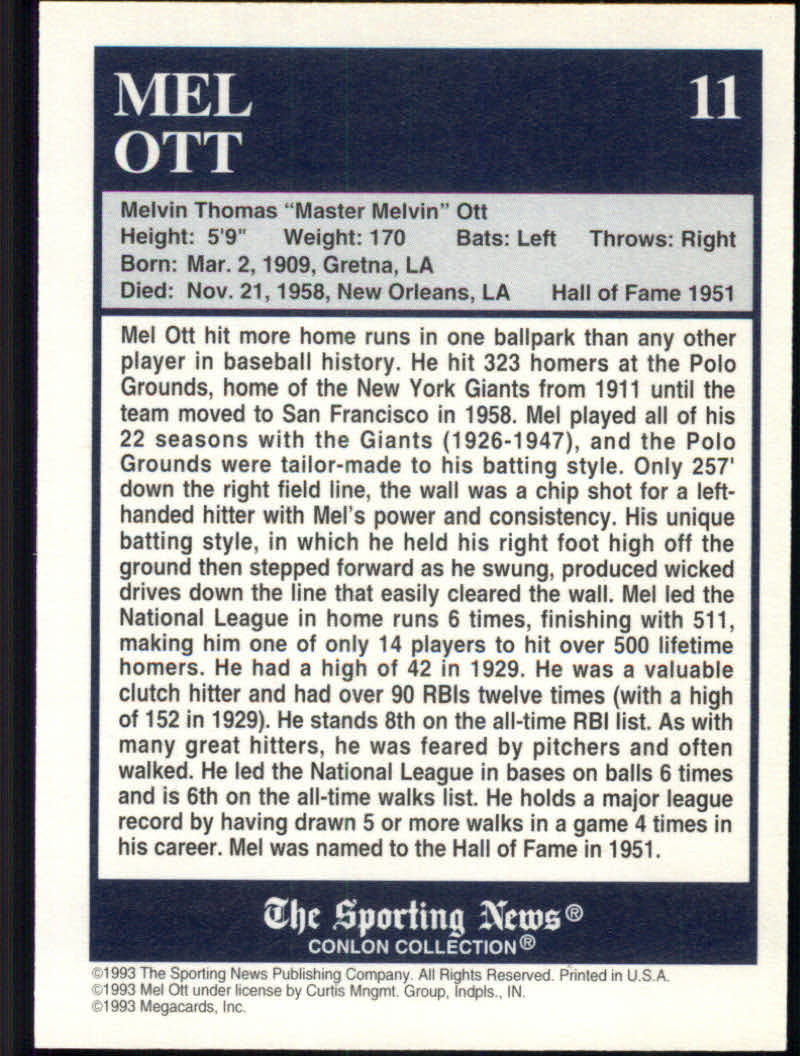 MEL 11
OTT
Melvin Thomas "Master Melvin" Ott
Height: 5'9" Weight: 170 Bats: Left Throws: Right
Born: Mar. 2, 1909, Gretna, LA
Died: Nov. 21, 1958, New Orleans, LA Hall of Fame 1951
Mel Ott hit more home runs in one ballpark than any other
player in baseball history. He hit 323 homers at the Polo
Grounds, home of the New York Giants from 1911 until the
team moved to San Francisco in 1958. Mel played all of his
22 seasons with the Giants (1926-1947), and the Polo
Grounds were tailor-made to his batting style. Only 257'
down the right field line, the wall was a chip shot for a left-
handed hitter with Mel's power and consistency. His unique
batting style, in which he held his right foot high off the
ground then stepped forward as he swung, produced wicked
drives down the line that easily cleared the wall. Mel led the
National League in home runs 6 times, finishing with 511,
making him one of only 14 players to hit over 500 lifetime
homers. He had a high of 42 in 1929. He was a valuable
clutch hitter and had over 90 RBIs twelve times (with a high
of 152 in 1929). He stands 8th on the all-time RBI list. As with
many great hitters, he was feared by pitchers and often
walked. He led the National League in bases on balls 6 times
and is 6th on the all-time walks list. He holds a major league
record by having drawn 5 or more walks in a game 4 times in
his career. Mel was named to the Hall of Fame in 1951.
The Sporting News®
CONLON COLLECTION®
©1993 The Sporting News Publishing Company. All Rights Reserved. Printed in U.S.A.
©1993 Mel Ott under license by Curtis Mngmt. Group, Indpls., IN.
©1993 Megacards, Inc.